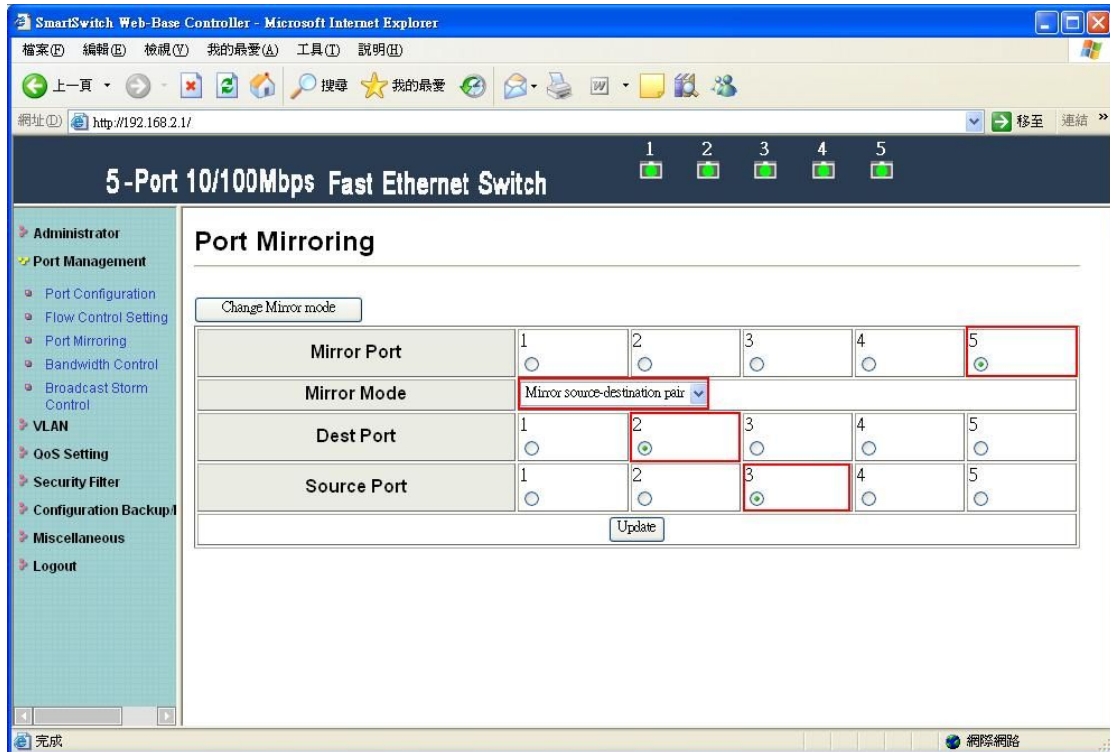 SmartSwitch Web-Base Controller - Microsoft Internet Explorer
檔案(F) 編輯(E) 檢視(V) 我的最愛(A) 工具(T) 說明(H)
上一頁 搜尋 我的最愛
網址(D) http://192.168.2.1/ 移至 連結 »
1 2 3 4 5
5-Port 10/100Mbps Fast Ethernet Switch
Administrator
Port Management
Port Configuration
Flow Control Setting
Port Mirroring
Bandwidth Control
Broadcast Storm
Control
VLAN
QoS Setting
Security Filter
Configuration Backup/
Miscellaneous
Logout
Port Mirroring
Change Mirror mode
Mirror Port 1 2 3 4 5
Mirror Mode Mirror source-destination pair
Dest Port 1 2 3 4 5
Source Port 1 2 3 4 5
Update
完成 網際網路